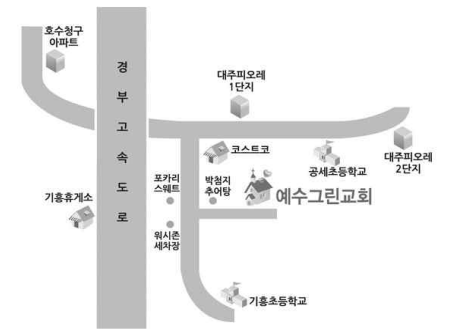 호수청구
아파트
경
부
고
속
도
로
대주피오레
1단지
코스트코
공세초등학교
대주피오레
2단지
포카리
스웨트
박첨지
추어탕
예수그린교회
기흥휴게소
워시존
세차장
기흥초등학교